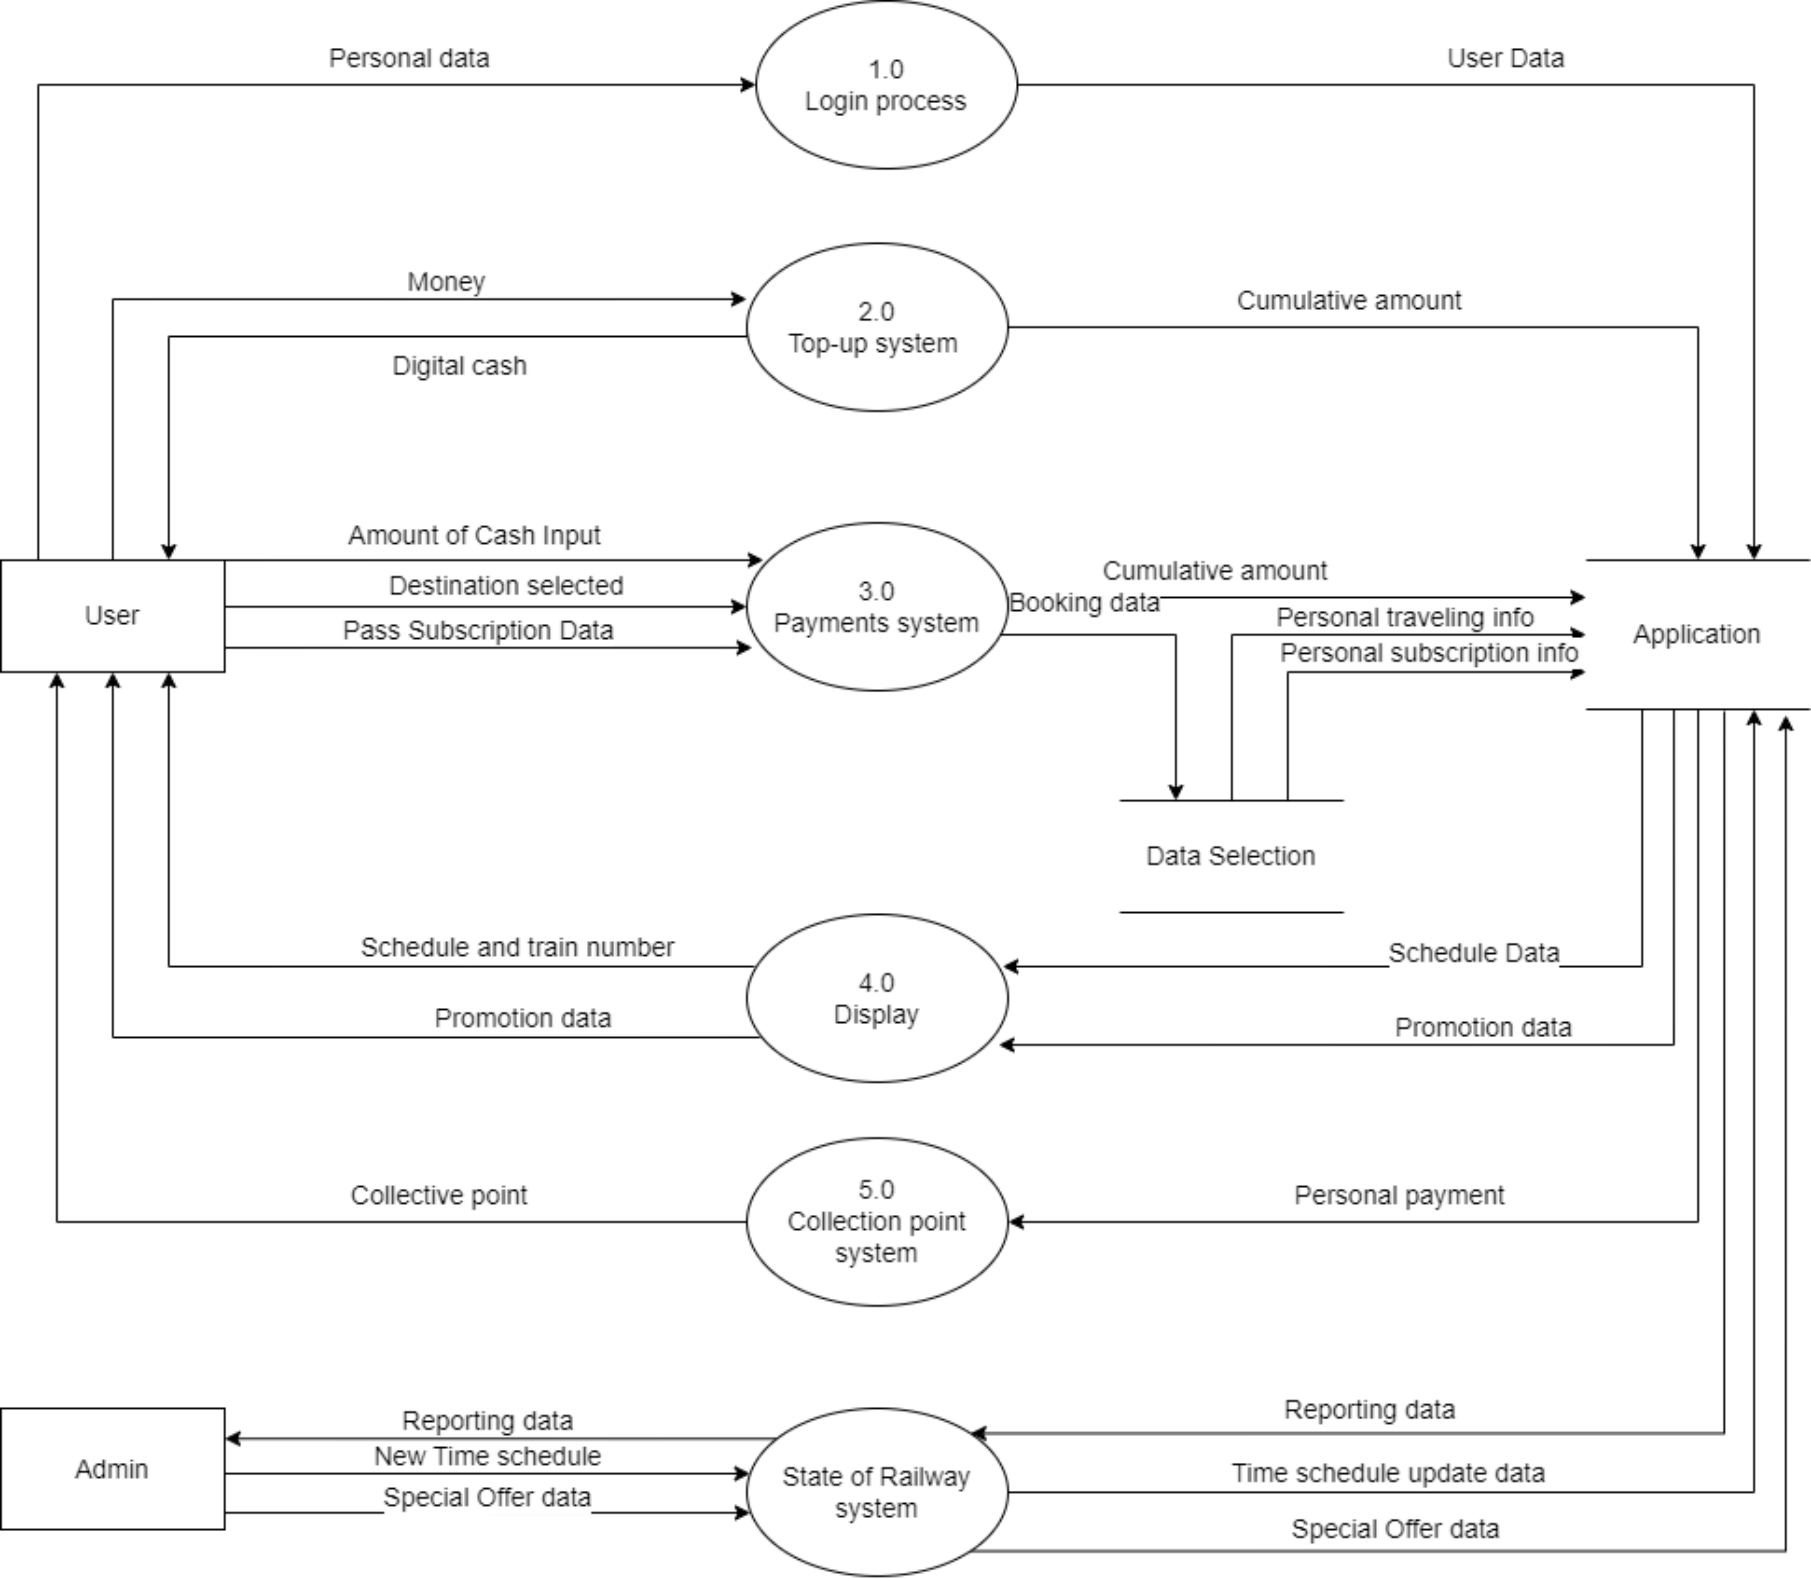 Personal data
1.0
Login process
User Data
Money
2.0
Top-up system
Cumulative amount
Digital cash
Amount of Cash Input
Destination selected
Pass Subscription Data
User
3.0
Payments system
Cumulative amount
Booking data
Personal traveling info
Personal subscription info
Application
Data Selection
Schedule and train number
4.0
Display
Schedule Data
Promotion data
Promotion data
Collective point
5.0
Collection point
system
Personal payment
Admin
Reporting data
New Time schedule
Special Offer data
State of Railway
system
Reporting data
Time schedule update data
Special Offer data